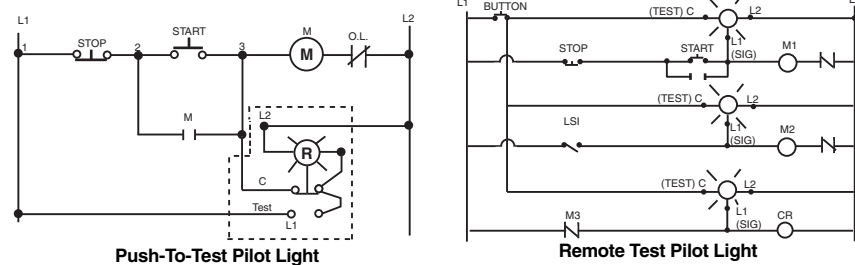 L1
L2
1
STOP
2
START
3
M
M
O.L.
M
L2
R
C
Test
L1
Push-To-Test Pilot Light
L1
BUTTON
(TEST) C
L2
L1
(SIG)
STOP
START
M1
(TEST) C
L2
L1
(SIG)
LSI
M2
(TEST) C
L2
L1
(SIG)
M3
CR
Remote Test Pilot Light